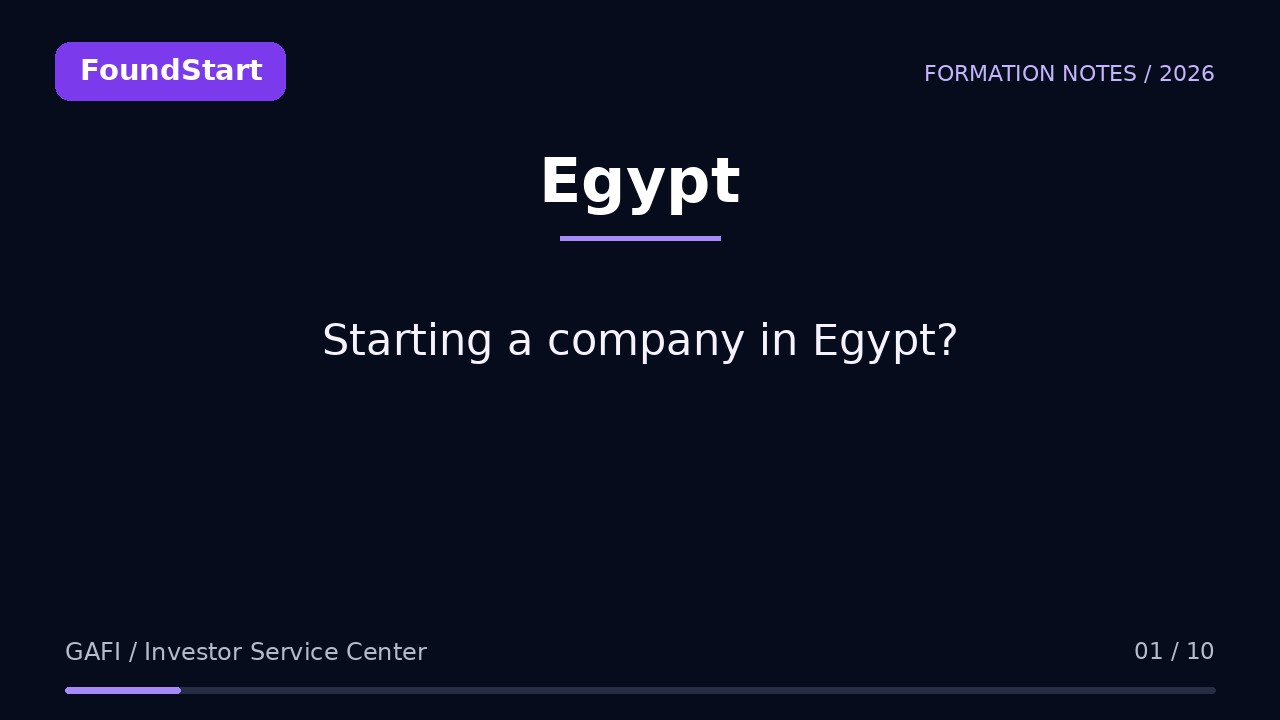 FoundStart
FORMATION NOTES / 2026
Egypt
Starting a company in Egypt?
GAFI / Investor Service Center
01 / 10